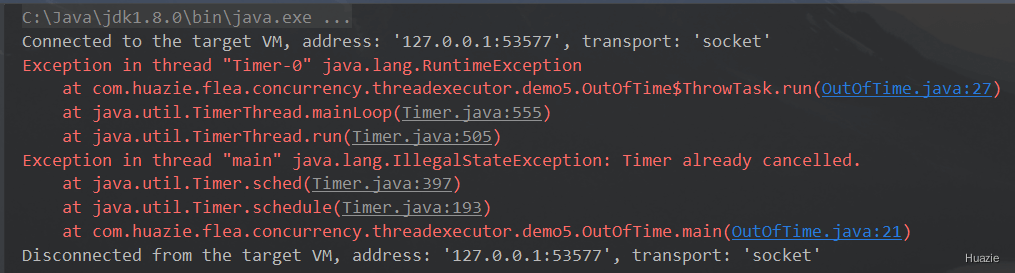 C:\Java\jdk1.8.0\bin\java.exe ...
Connected to the target VM, address: '127.0.0.1:53577', transport: 'socket'
Exception in thread "Timer-0" java.lang.RuntimeException
    at com.huazie.flea.concurrency.threadexecutor.demo5.OutOfTime$ThrowTask.run(OutOfTime.java:27)
    at java.util.TimerThread.mainLoop(Timer.java:555)
    at java.util.TimerThread.run(Timer.java:505)
Exception in thread "main" java.lang.IllegalStateException: Timer already cancelled.
    at java.util.Timer.sched(Timer.java:397)
    at java.util.Timer.schedule(Timer.java:193)
    at com.huazie.flea.concurrency.threadexecutor.demo5.OutOfTime.main(OutOfTime.java:21)
Disconnected from the target VM, address: '127.0.0.1:53577', transport: 'socket'
Huazie